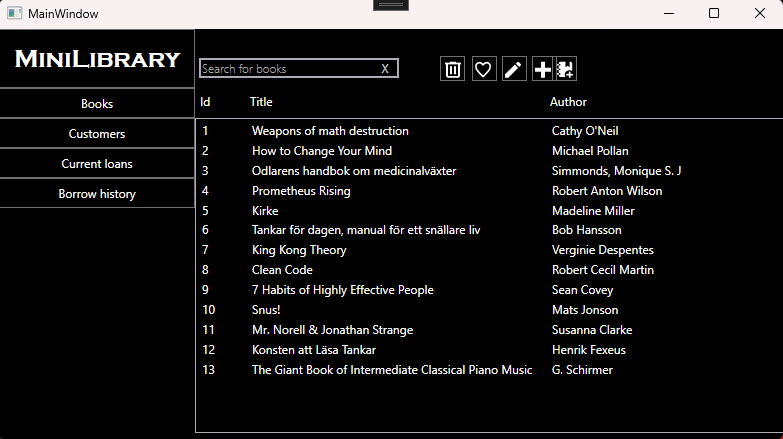 MainWindow
MiniLibrary
Search for books X
Books
Customers
Current loans
Borrow history
Id Title Author
1 Weapons of math destruction Cathy O'Neil
2 How to Change Your Mind Michael Pollan
3 Odlarens handbok om medicinalväxter Simmonds, Monique S. J
4 Prometheus Rising Robert Anton Wilson
5 Kirke Madeline Miller
6 Tankar för dagen, manual för ett snällare liv Bob Hansson
7 King Kong Theory Verginie Despentes
8 Clean Code Robert Cecil Martin
9 7 Habits of Highly Effective People Sean Covey
10 Snus! Mats Jonson
11 Mr. Norell & Jonathan Strange Susanna Clarke
12 Konsten att Läsa Tankar Henrik Fexeus
13 The Giant Book of Intermediate Classical Piano Music G. Schirmer